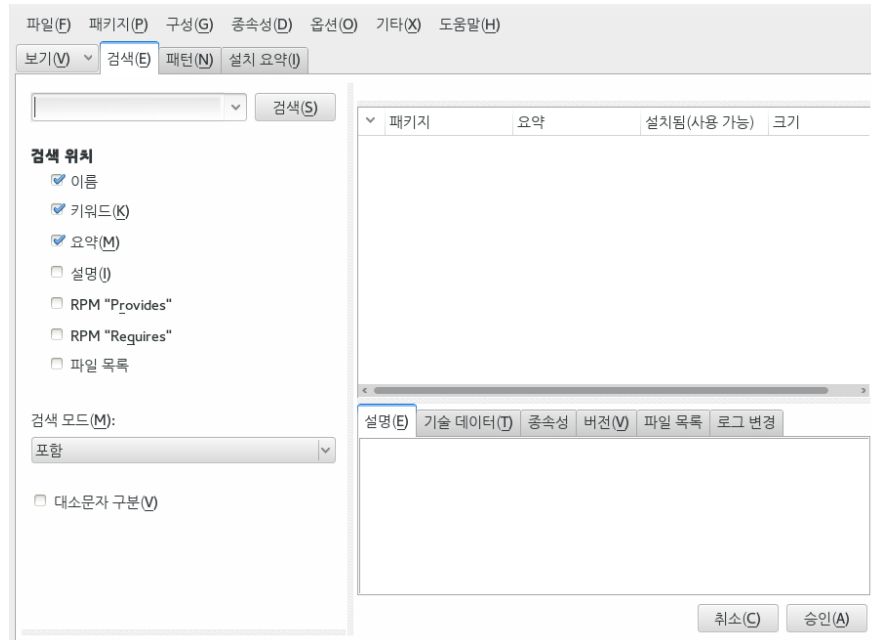 파일(F) 패키지(P) 구성(G) 종속성(D) 옵션(O) 기타(X) 도움말(H)
보기(V) 검색(E) 패턴(N) 설치 요약(I)
검색(S)
검색 위치
이름
키워드(K)
요약(M)
설명(I)
RPM "Provides"
RPM "Requires"
파일 목록
검색 모드(M):
포함
대소문자 구분(V)
패키지 요약 설치됨(사용 가능) 크기
설명(E) 기술 데이터(T) 종속성 버전(V) 파일 목록 로그 변경
취소(C) 승인(A)